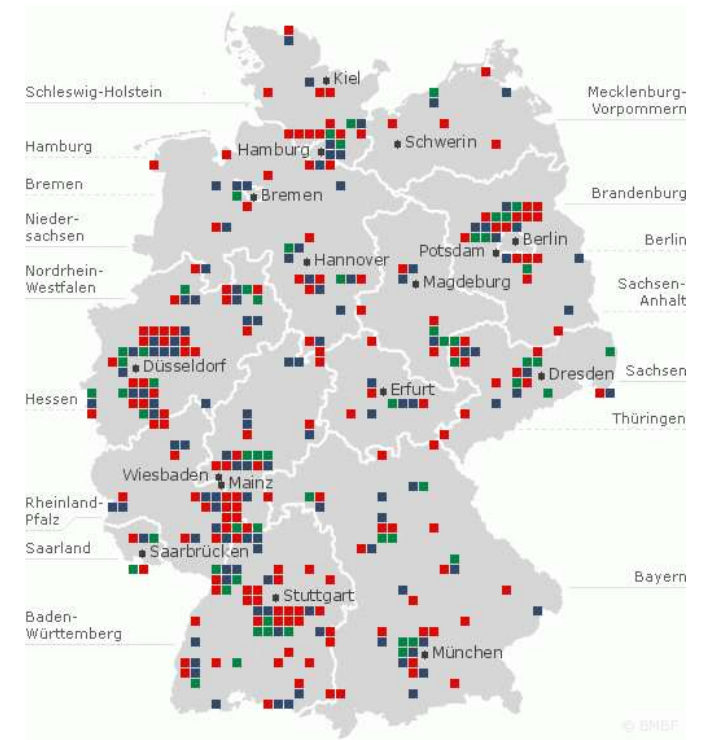 Kiel
Schleswig-Holstein
Mecklenburg-
Vorpommern
Schwerin
Hamburg
Hamburg
Bremen
Bremen
Brandenburg
Nieder-
sachsen
Berlin
Berlin
Potsdam
Hannover
Nordrhein-
Westfalen
Magdeburg
Sachsen-
Anhalt
Düsseldorf
Dresden
Sachsen
Erfurt
Hessen
Thüringen
Wiesbaden
Mainz
Rheinland-
Pfalz
Saarland
Saarbrücken
Bayern
Stuttgart
Baden-
Württemberg
München
© BMBF